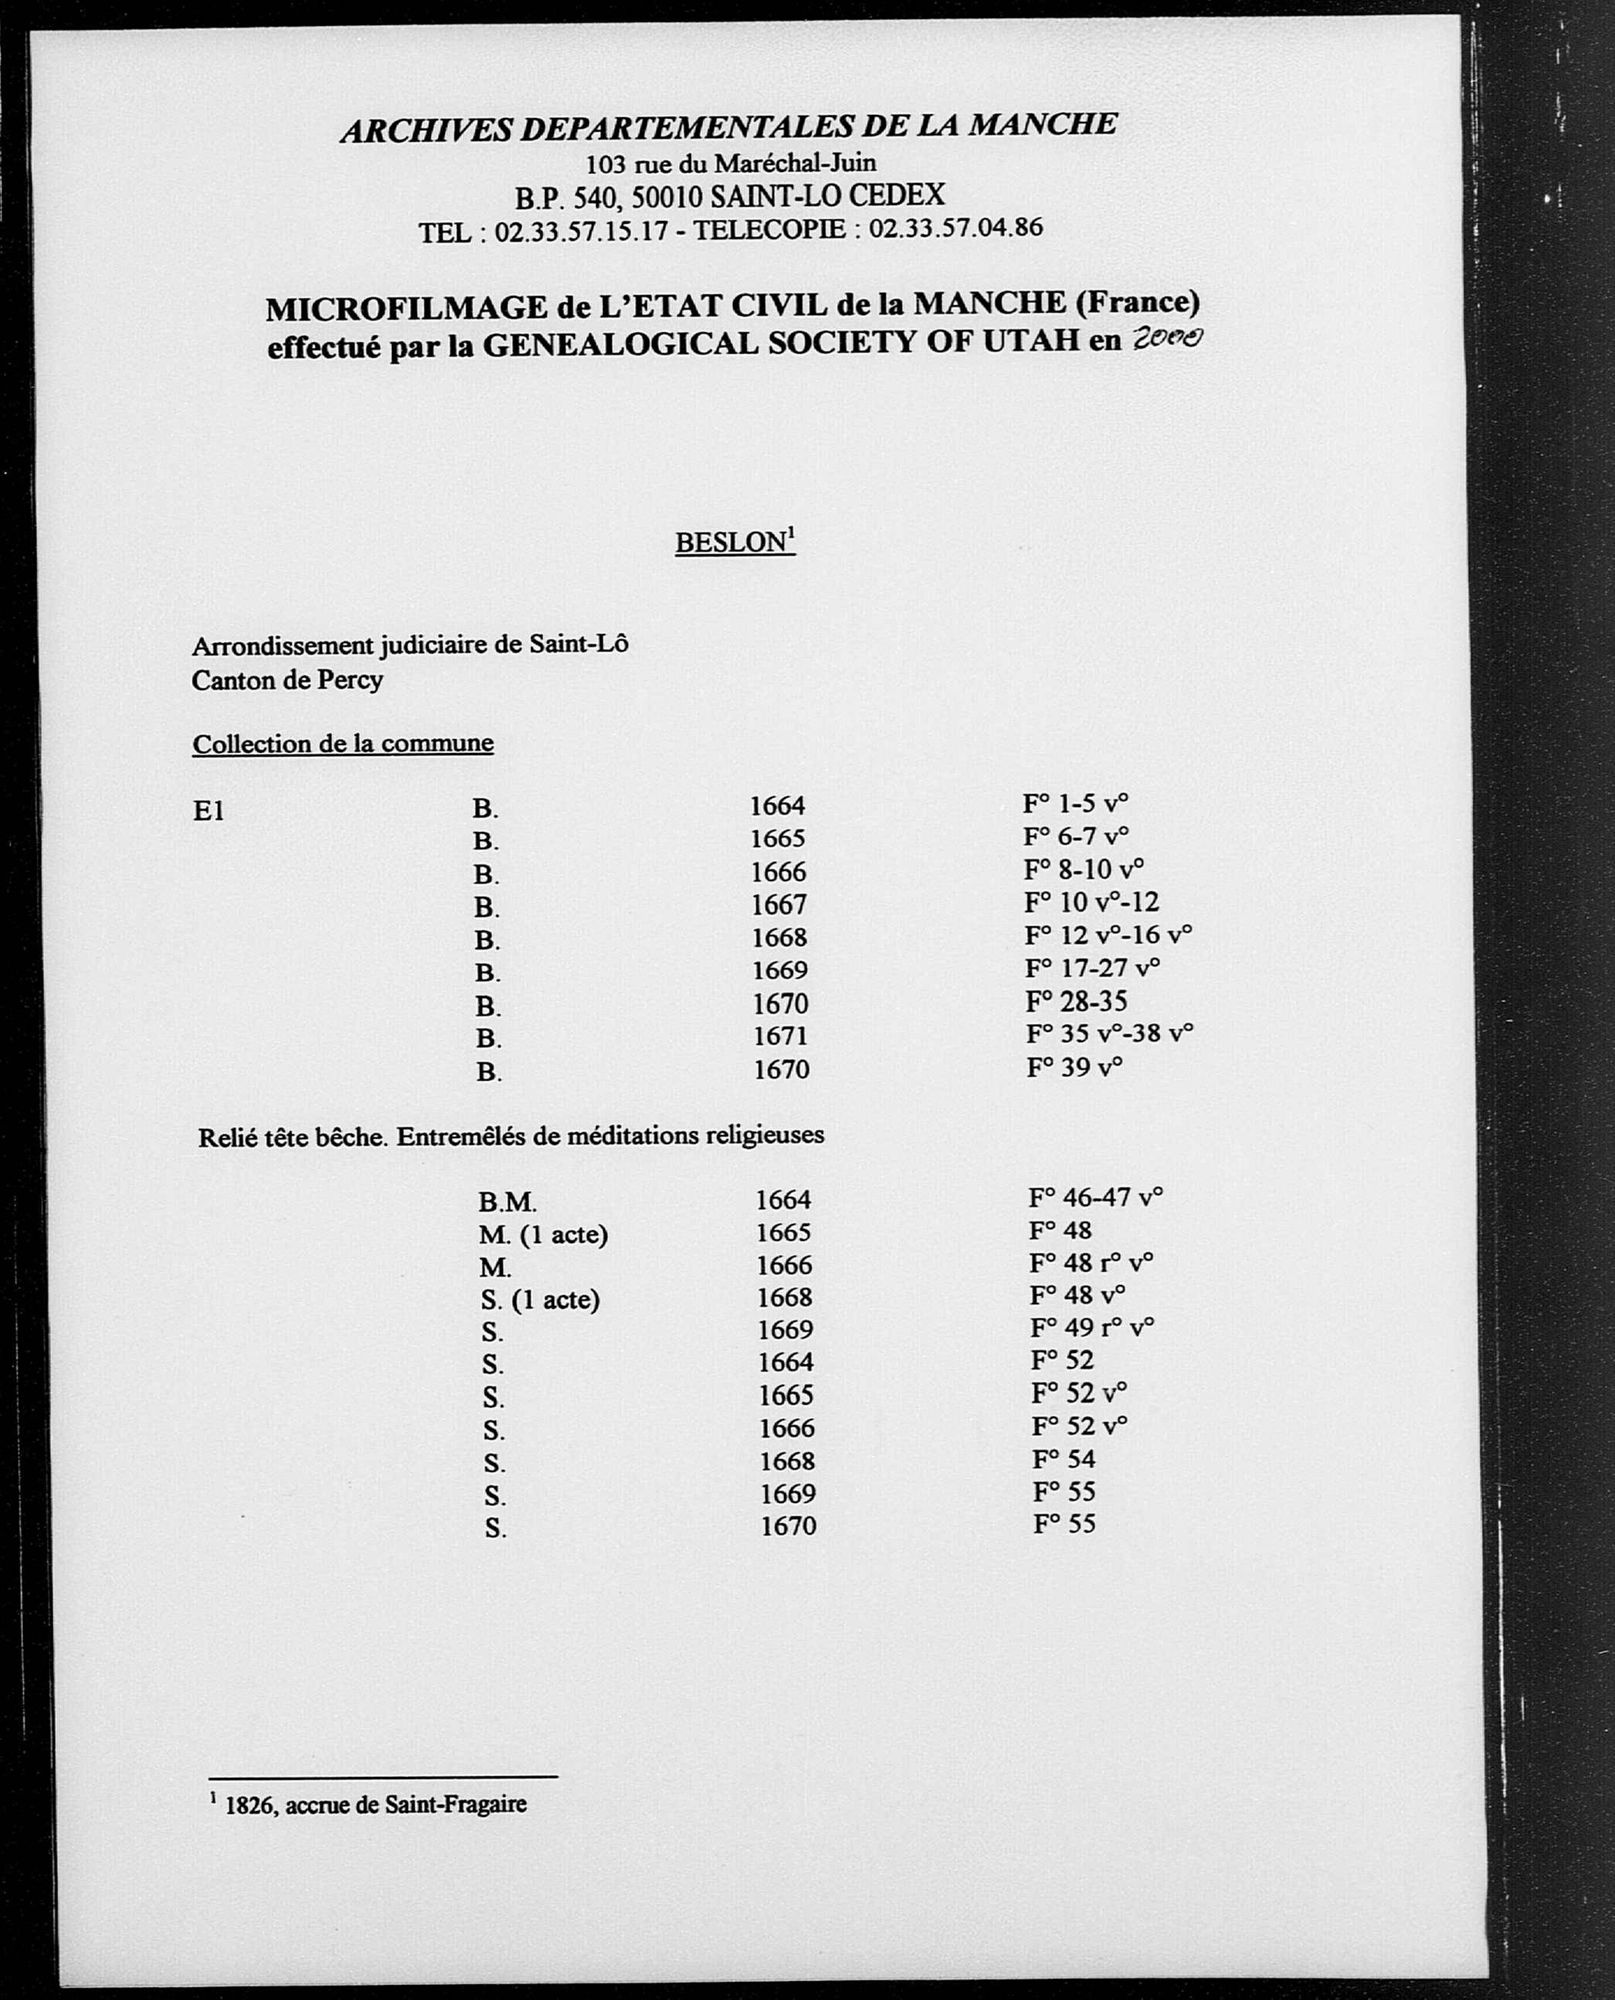 ARCHIVES DEPARTEMENTALES DE LA MANCHE
103 rue du Maréchal-Juin
B.P. 540, 50010 SAINT-LO CEDEX
TEL : 02.33.57.15.17 - TELECOPIE : 02.33.57.04.86
MICROFILMAGE de L'ETAT CIVIL de la MANCHE (France)
effectué par la GENEALOGICAL SOCIETY OF UTAH en 2000
BESLON¹
Arrondissement judiciaire de Saint-Lô
Canton de Percy
Collection de la commune
E1 B. 1664 F° 1-5 v°
B. 1665 F° 6-7 v°
B. 1666 F° 8-10 v°
B. 1667 F° 10 v°-12
B. 1668 F° 12 v°-16 v°
B. 1669 F° 17-27 v°
B. 1670 F° 28-35
B. 1671 F° 35 v°-38 v°
B. 1670 F° 39 v°
Relié tête bêche. Entremêlés de méditations religieuses
B.M. 1664 F° 46-47 v°
M. (1 acte) 1665 F° 48
M. 1666 F° 48 r° v°
S. (1 acte) 1668 F° 48 v°
S. 1669 F° 49 r° v°
S. 1664 F° 52
S. 1665 F° 52 v°
S. 1666 F° 52 v°
S. 1668 F° 54
S. 1669 F° 55
S. 1670 F° 55
¹ 1826, accrue de Saint-Fragaire